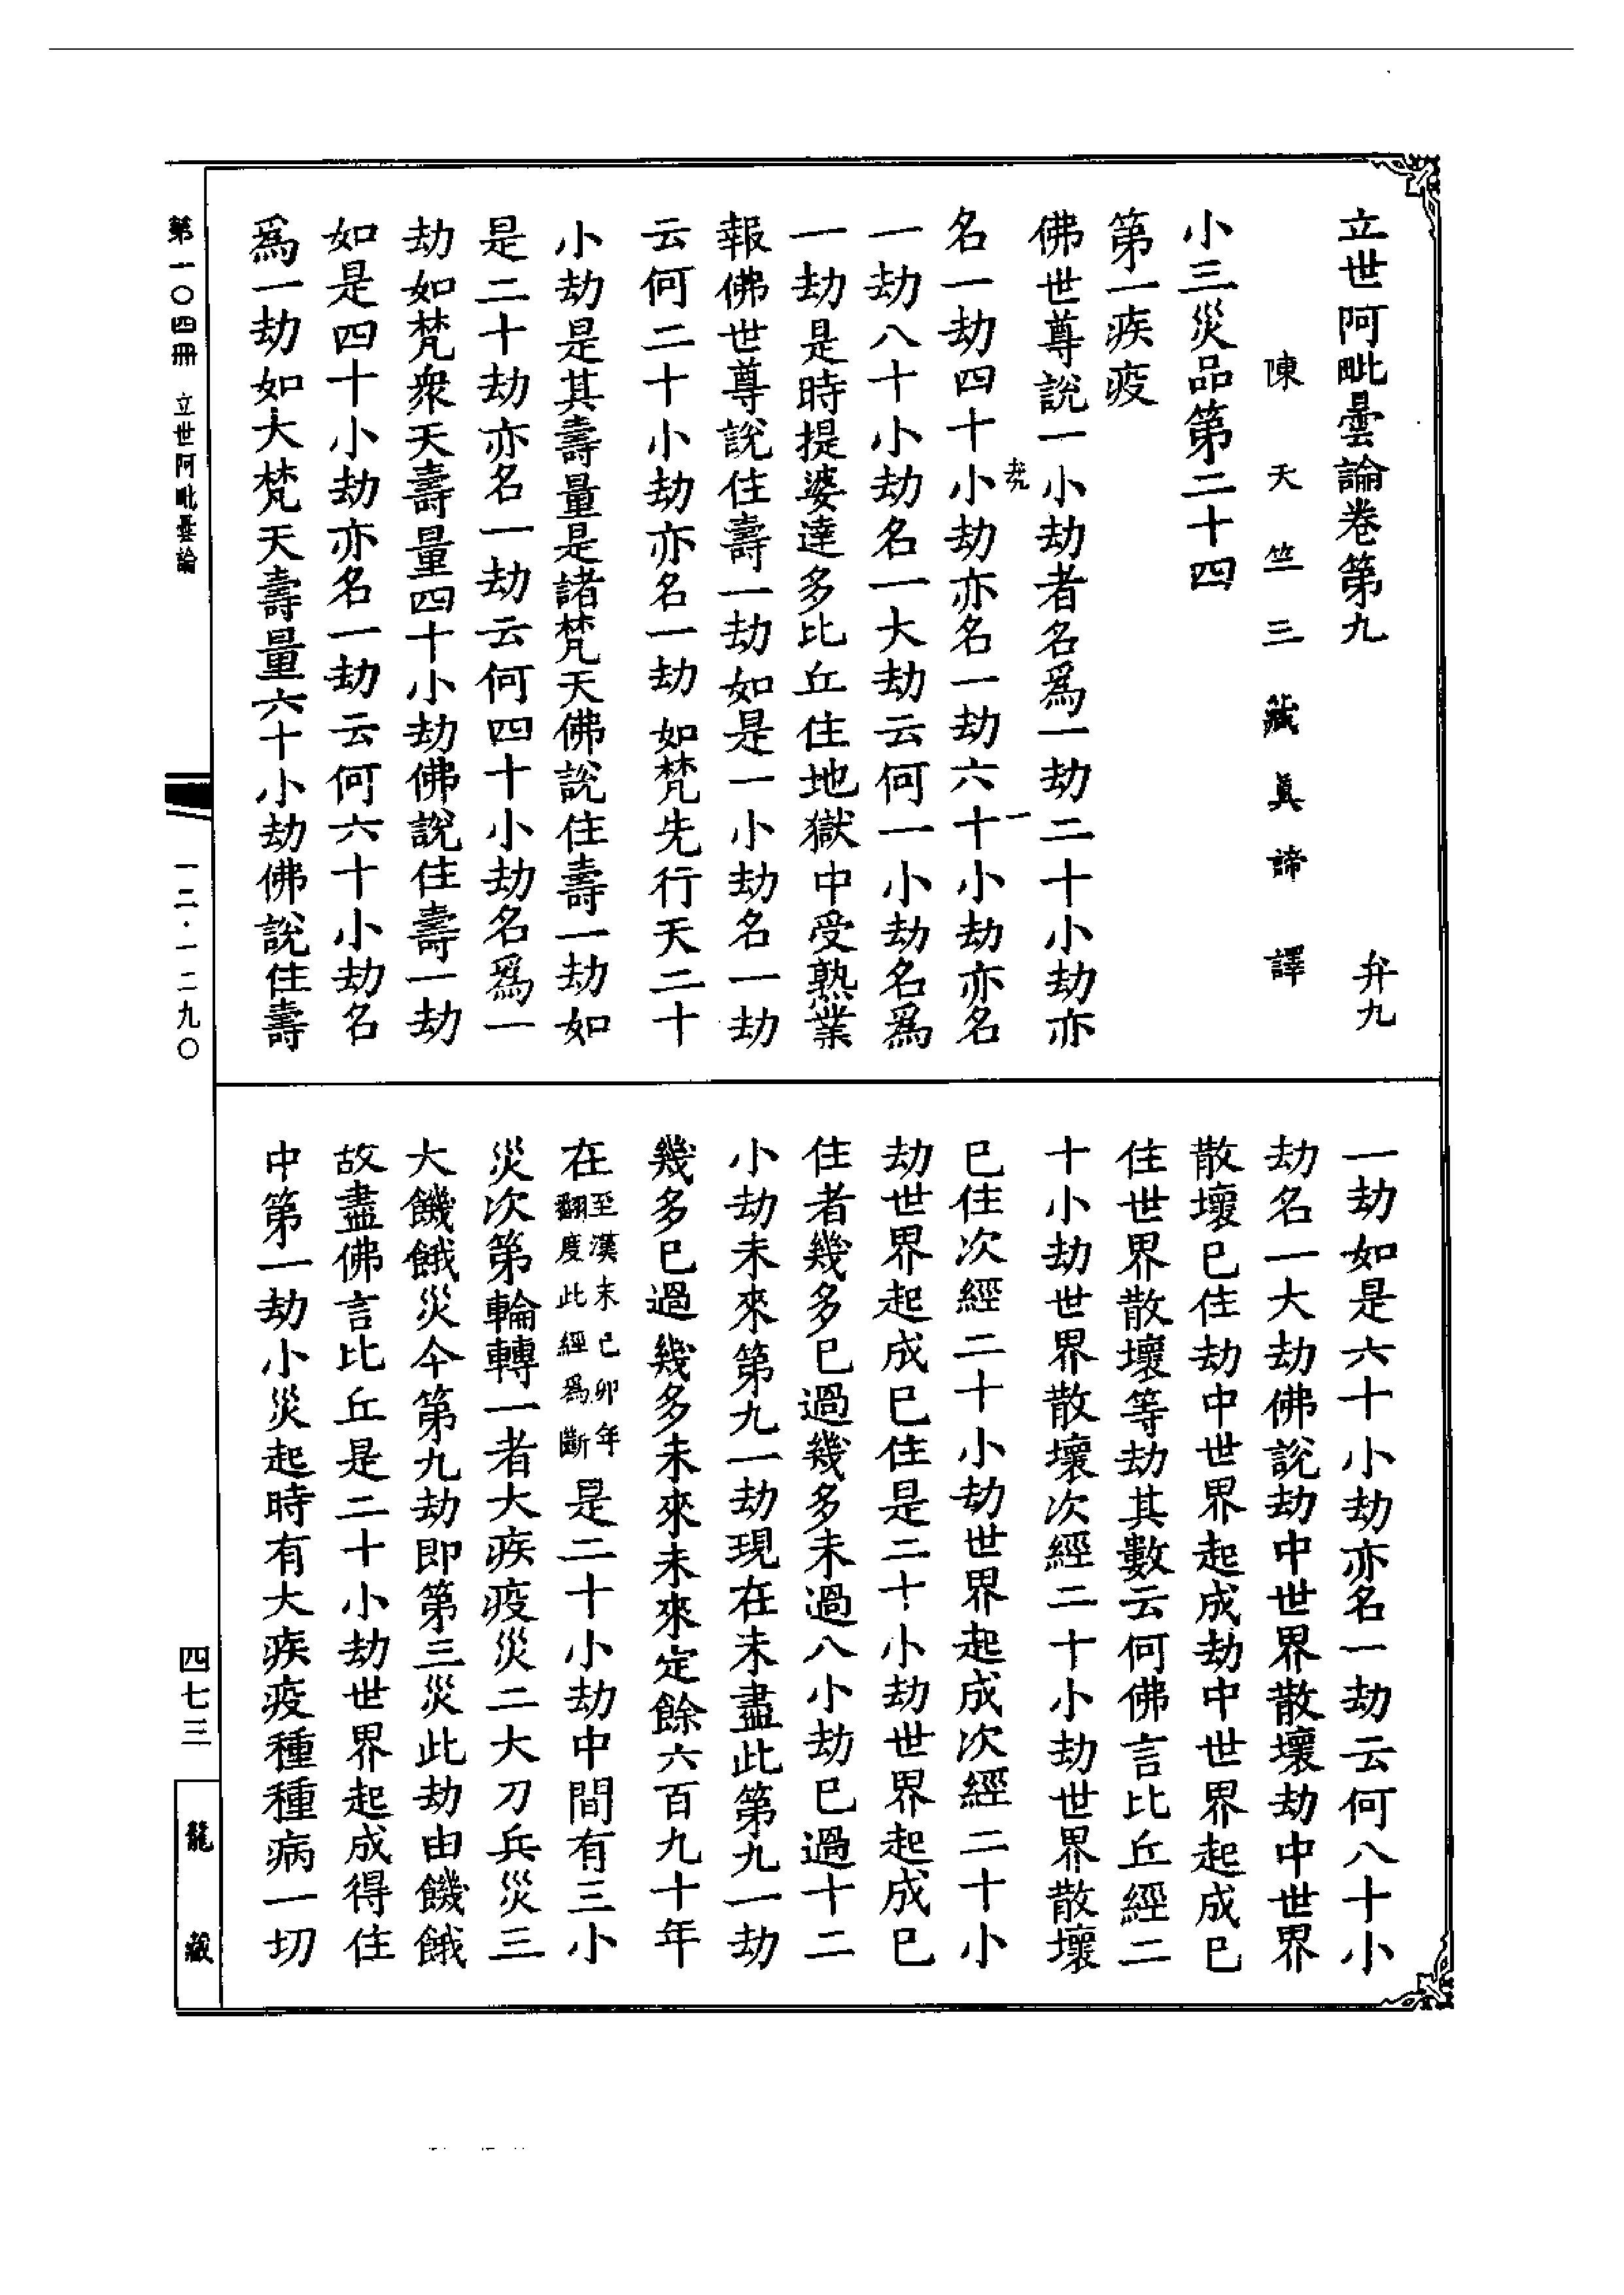 立世阿毗曇論卷第九　弁九
陳天竺三藏真諦譯
小三災品第二十四
第一疾疫
佛世尊說一小劫者名爲一劫二十小劫亦
弁九　一
名一劫四十小劫亦名一劫六十小劫亦名
一劫八十小劫名一大劫云何一小劫名爲
一劫是時提婆達多比丘住地獄中受熟業
報佛世尊說住壽一劫如是一小劫名一劫
云何二十小劫亦名一劫如梵先行天二十
小劫是其壽量是諸梵天佛說住壽一劫如
是二十劫亦名一劫云何四十小劫名爲一
劫如梵衆天壽量四十小劫佛說住壽一劫
如是四十小劫亦名一劫云何六十小劫名
爲一劫如大梵天壽量六十小劫佛說住壽
一劫如是六十小劫亦名一劫云何八十小
劫名一大劫佛說劫中世界散壞劫中世界
散壞已住劫中世界起成劫中世界起成已
住世界散壞等劫其數云何佛言比丘經二
十小劫世界散壞次經二十小劫世界散壞
已住次經二十小劫世界起成次經二十小
劫世界起成已住是二十小劫世界起成已
住者幾多已過幾多未過八小劫已過十二
小劫未來第九一劫現在未盡此第九一劫
幾多已過幾多未來未來定餘六百九十年
在至漢末己卯年翻度此經爲斷是二十小劫中間有三小
災次第輪轉一者大疾疫災二大刀兵災三
大饑餓災今第九劫即第三災此劫由饑餓
故盡佛言比丘是二十小劫世界起成得住
中第一劫小災起時有大疾疫種種病一切
第一〇四冊　立世阿毗曇論
一二·一二九〇
四七三
龍藏